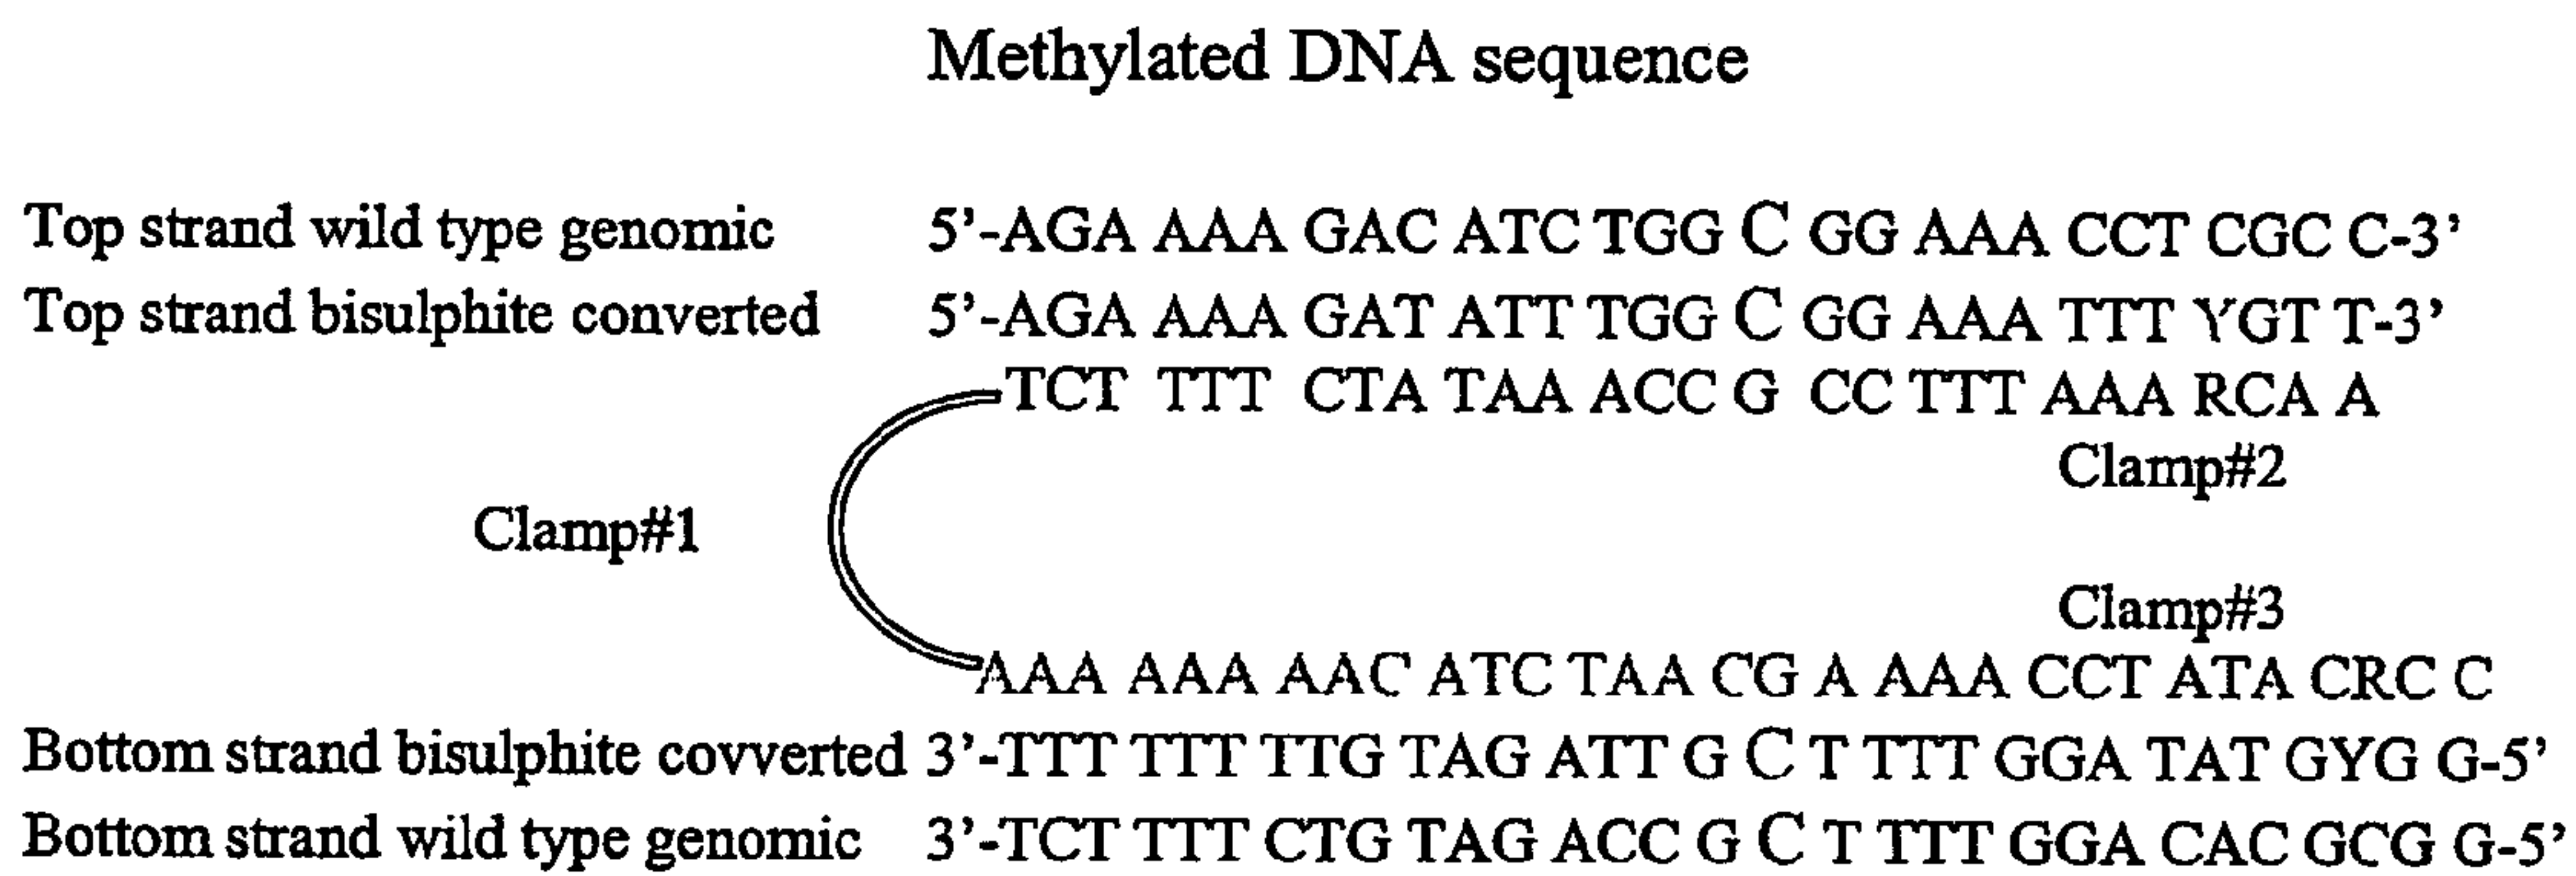 Methylated DNA sequence
Top strand wild type genomic 5’-AGA AAA GAC ATC TGG C GG AAA CCT CGC C-3’
Top strand bisulphite converted 5’-AGA AAA GAT ATT TGG C GG AAA TTT YGT T-3’
TCT TTT CTA TAA ACC G CC TTT AAA RCA A
Clamp#2
Clamp#1
Clamp#3
AAA AAA AAC ATC TAA CG A AAA CCT ATA CRC C
Bottom strand bisulphite covverted 3’-TTT TTT TTG TAG ATT G C T TTT GGA TAT GYG G-5’
Bottom strand wild type genomic 3’-TCT TTT CTG TAG ACC G C T TTT GGA CAC GCG G-5’